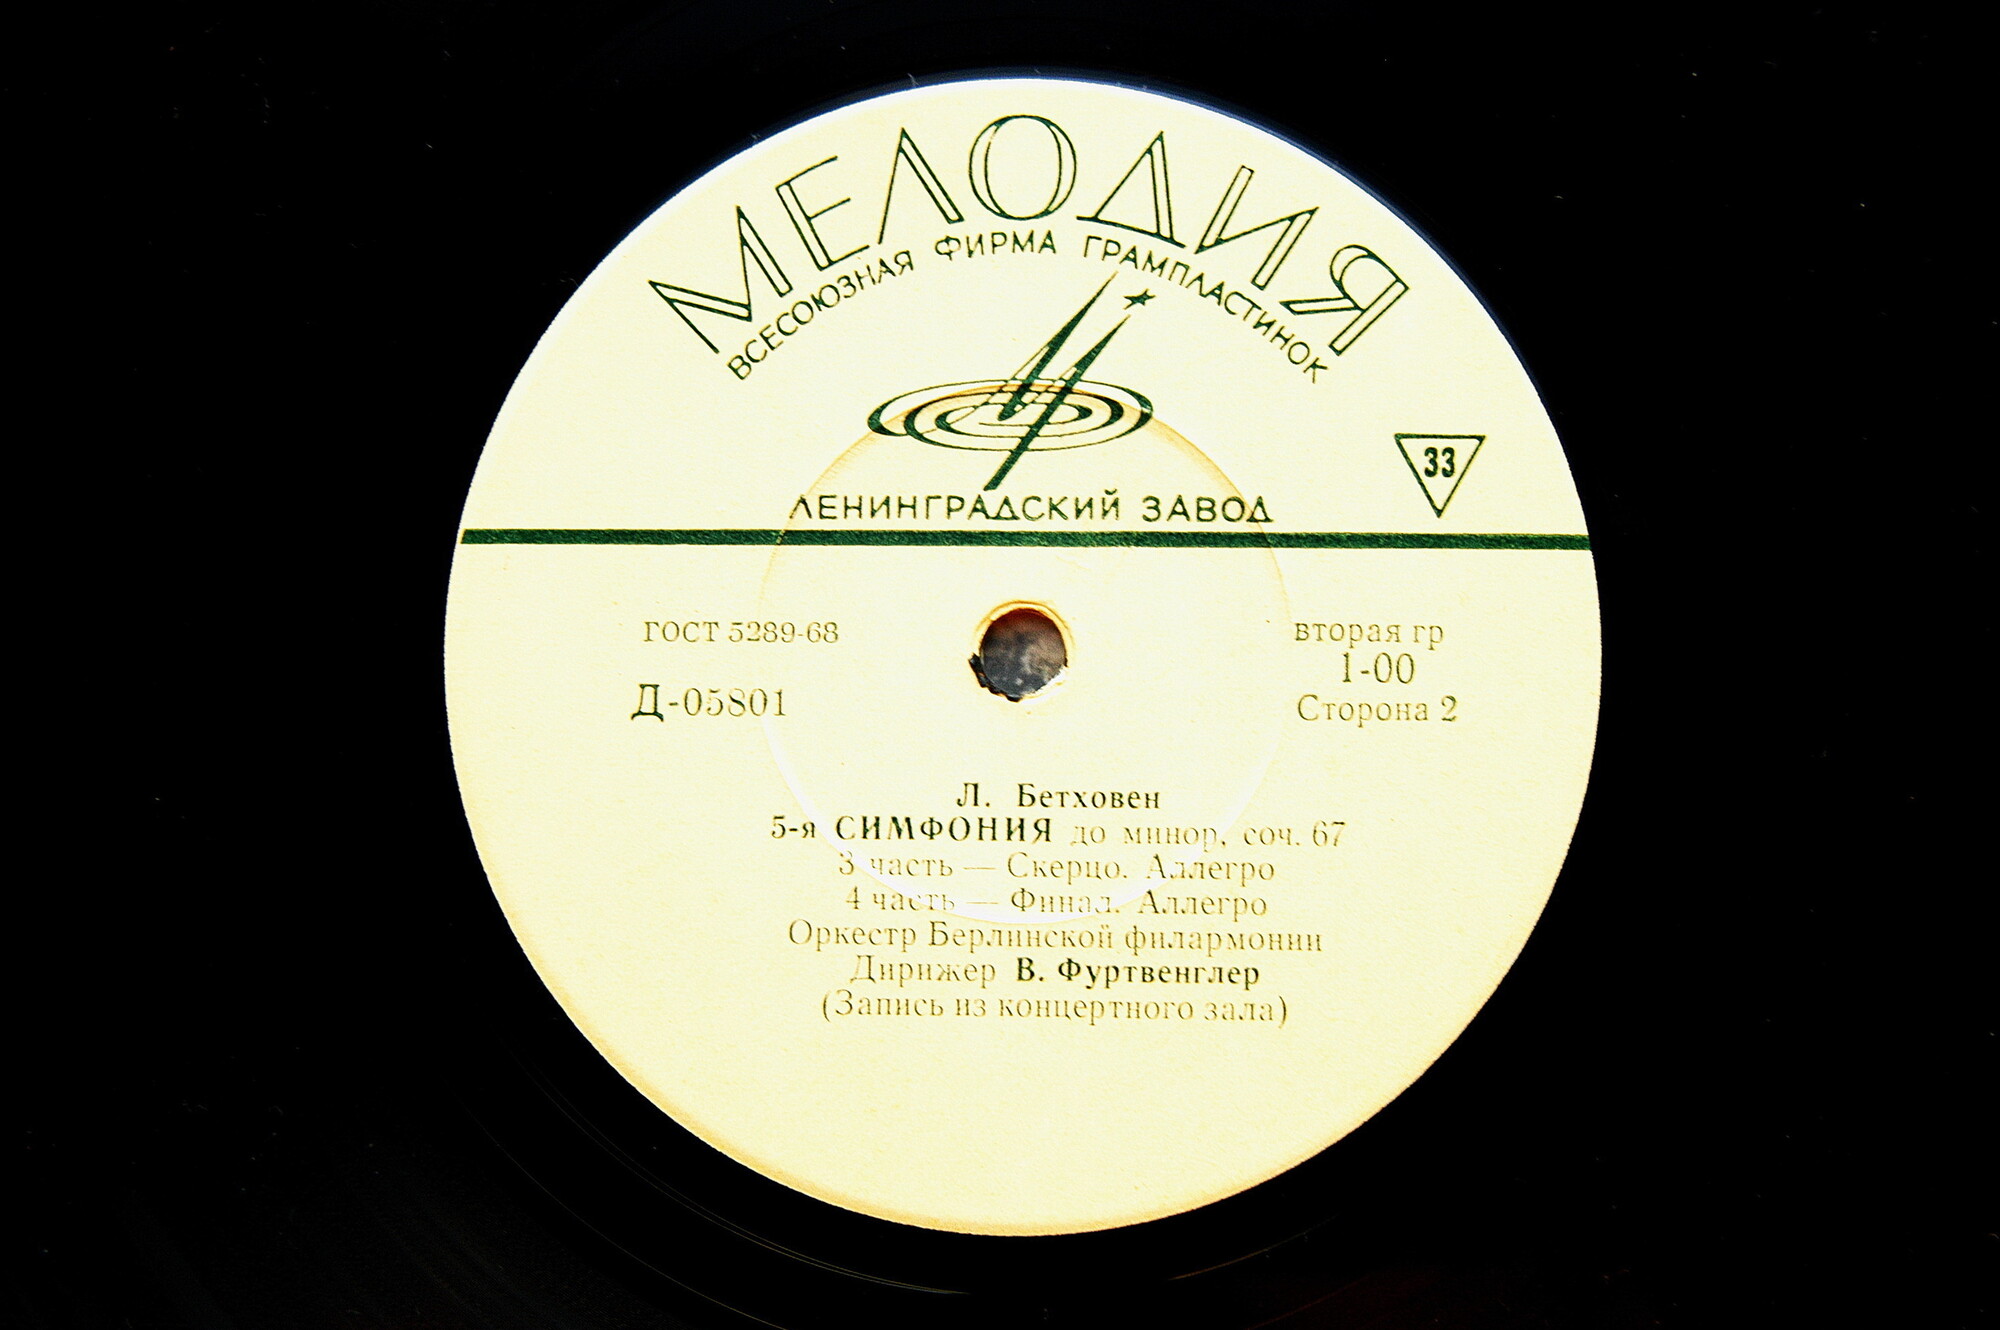 МЕЛОДИЯ
ВСЕСОЮЗНАЯ ФИРМА ГРАМПЛАСТИНОК
33
ЛЕНИНГРАДСКИЙ ЗАВОД
ГОСТ 5289-68
вторая гр
1-00
Д-05801
Сторона 2
Л. Бетховен
5-я СИМФОНИЯ до минор, соч. 67
3 часть — Скерцо. Аллегро
4 часть — Финал. Аллегро
Оркестр Берлинской филармонии
Дирижер В. Фуртвенглер
(Запись из концертного зала)